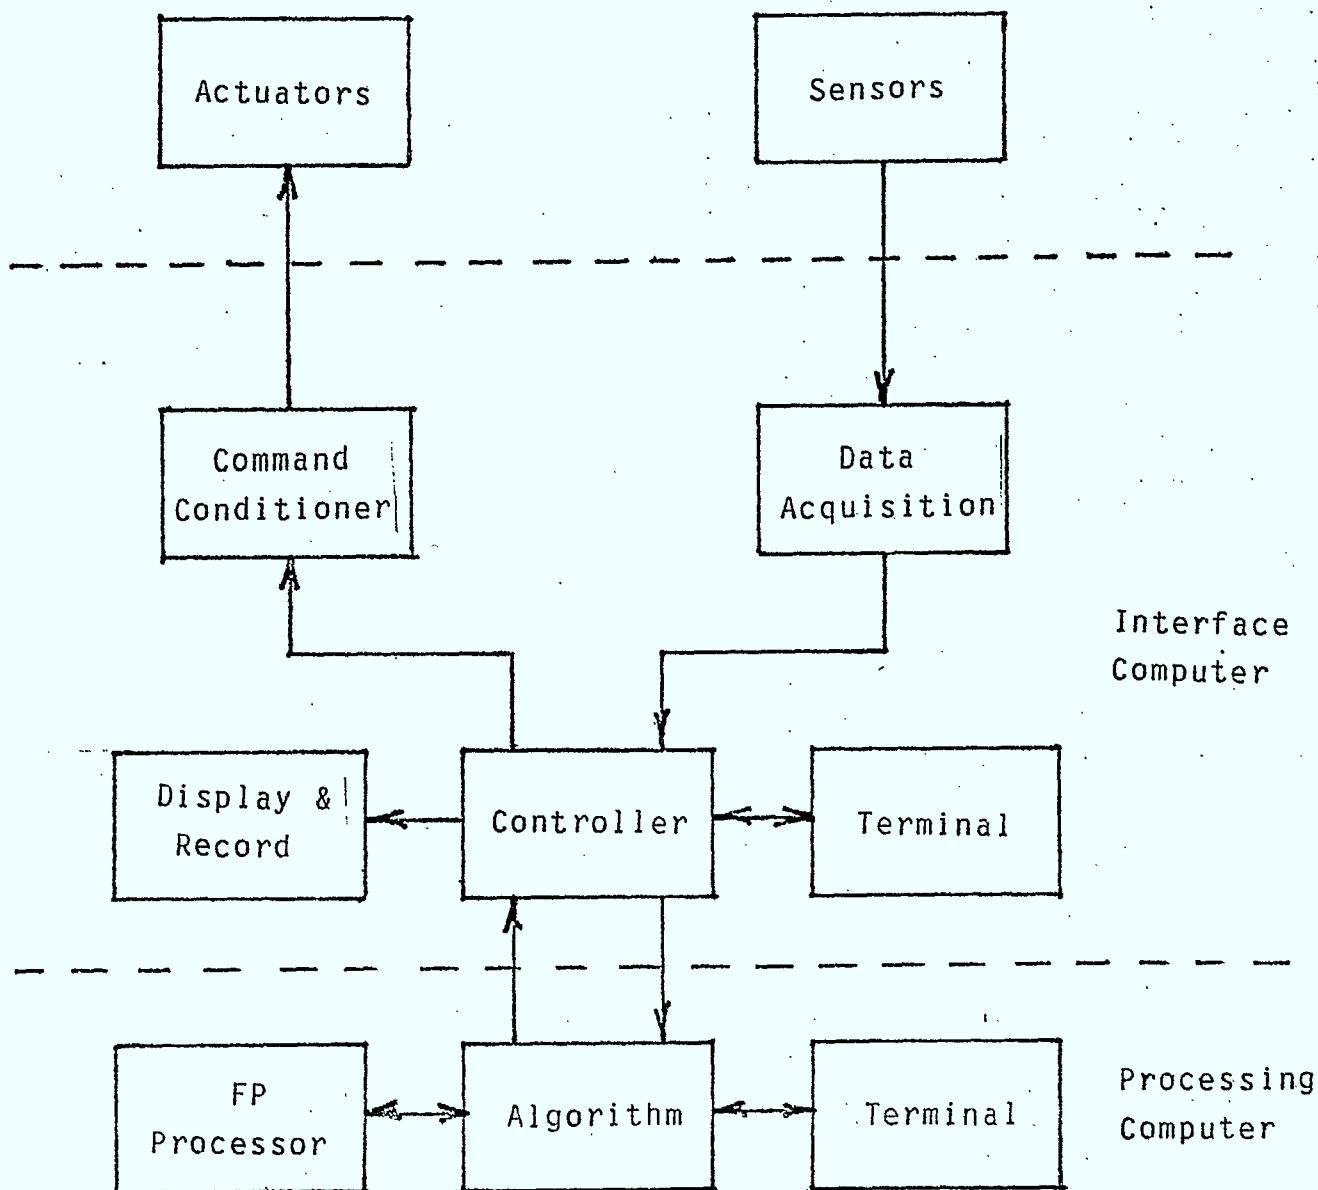 Actuators
Sensors
Command
Conditioner
Data
Acquisition
Interface
Computer
Display &
Record
Controller
Terminal
FP
Processor
Algorithm
Terminal
Processing
Computer